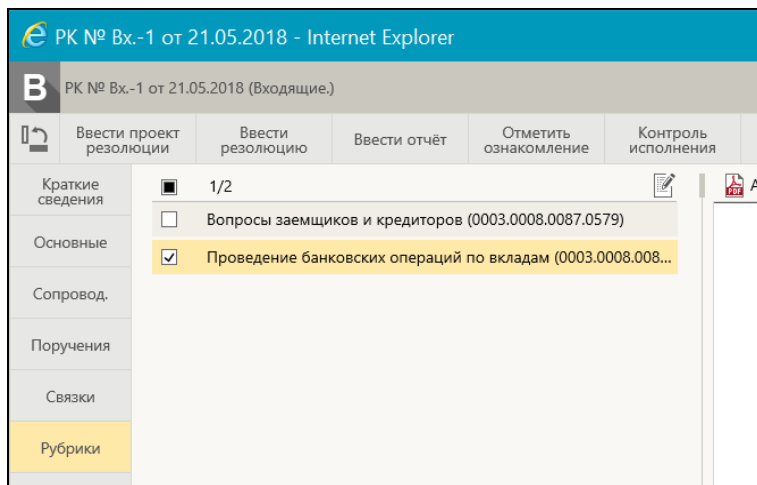 РК № Вх.-1 от 21.05.2018 - Internet Explorer
В РК № Вх.-1 от 21.05.2018 (Входящие.)
Ввести проект резолюции
Ввести резолюцию
Ввести отчёт
Отметить ознакомление
Контроль исполнения
Краткие сведения
Основные
Сопровод.
Поручения
Связки
Рубрики
1/2
Вопросы заемщиков и кредиторов (0003.0008.0087.0579)
Проведение банковских операций по вкладам (0003.0008.008...
PDF